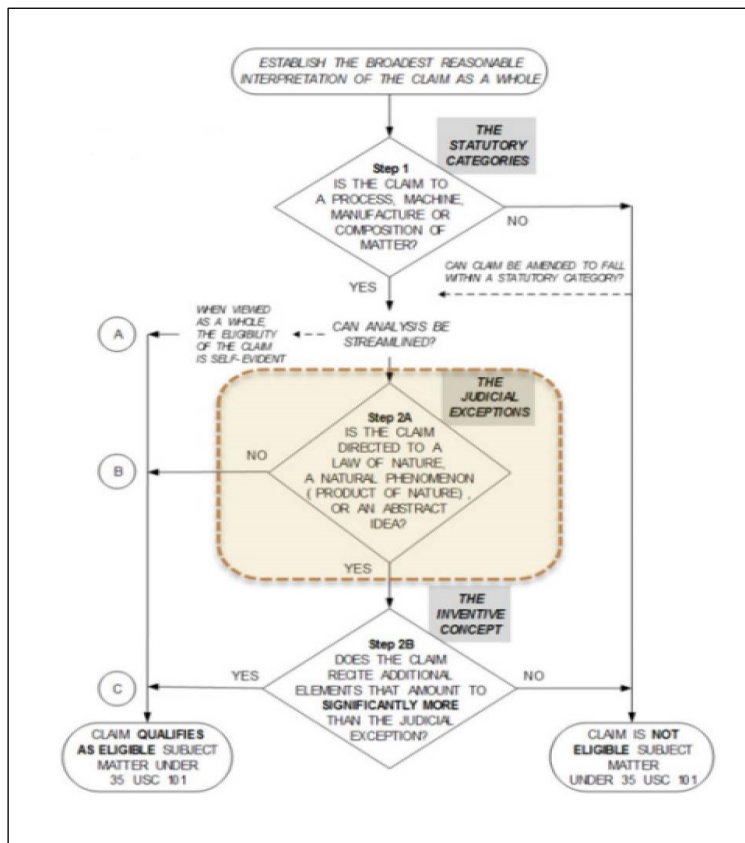 ESTABLISH THE BROADEST REASONABLE
INTERPRETATION OF THE CLAIM AS A WHOLE
THE
STATUTORY
CATEGORIES
Step 1
IS THE CLAIM TO
A PROCESS, MACHINE,
MANUFACTURE OR
COMPOSITION OF
MATTER?
NO
YES
CAN CLAIM BE AMENDED TO FALL
WITHIN A STATUTORY CATEGORY?
WHEN VIEWED
AS A WHOLE,
THE ELIGIBILITY
OF THE CLAIM
IS SELF-EVIDENT
A
CAN ANALYSIS BE
STREAMLINED?
THE
JUDICIAL
EXCEPTIONS
Step 2A
IS THE CLAIM
DIRECTED TO A
LAW OF NATURE,
A NATURAL PHENOMENON
(PRODUCT OF NATURE),
OR AN ABSTRACT
IDEA?
NO
B
YES
THE
INVENTIVE
CONCEPT
Step 2B
DOES THE CLAIM
RECITE ADDITIONAL
ELEMENTS THAT AMOUNT TO
SIGNIFICANTLY MORE
THAN THE JUDICIAL
EXCEPTION?
YES
NO
C
CLAIM QUALIFIES
AS ELIGIBLE SUBJECT
MATTER UNDER
35 USC 101
CLAIM IS NOT
ELIGIBLE SUBJECT
MATTER
UNDER 35 USC 101